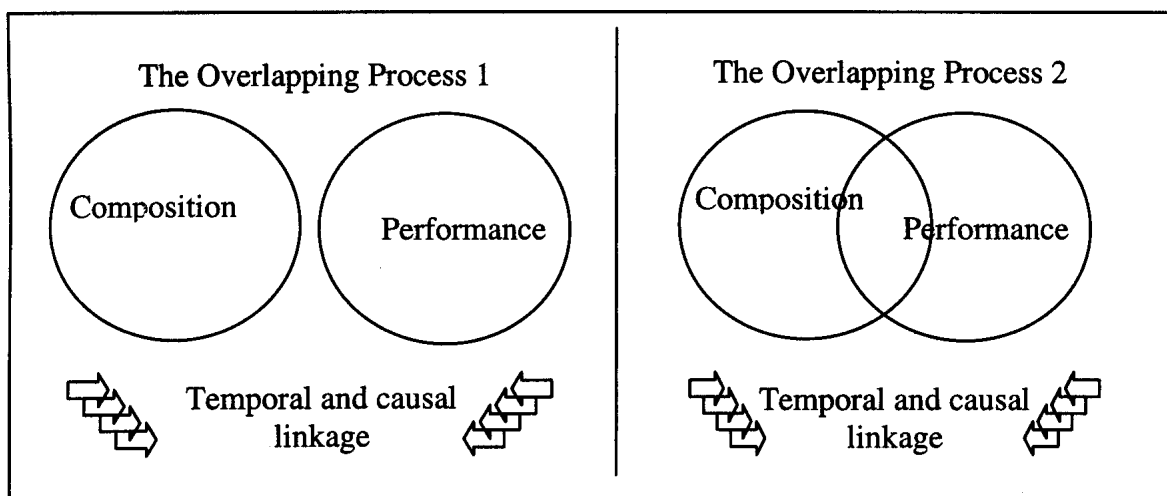 The Overlapping Process 1
Composition
Performance
Temporal and causal
linkage
The Overlapping Process 2
Composition
Performance
Temporal and causal
linkage